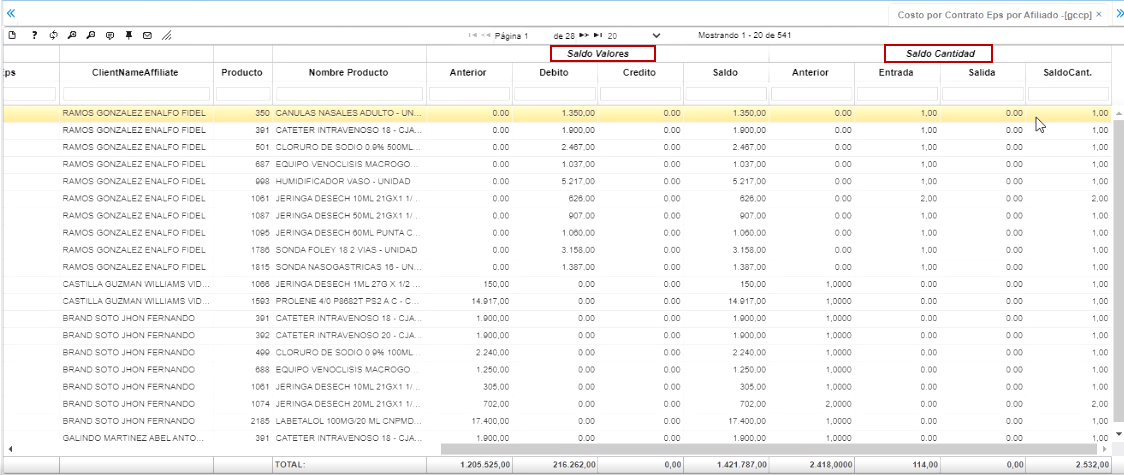 Costo por Contrato Eps por Afiliado -[gccp] ×
Página 1 de 28 20 Mostrando 1 - 20 de 541
Saldo Valores Saldo Cantidad
Eps ClientNameAffiliate Producto Nombre Producto Anterior Debito Credito Saldo Anterior Entrada Salida SaldoCant.
RAMOS GONZALEZ ENALFO FIDEL 350 CANULAS NASALES ADULTO - UN... 0.00 1.350,00 0.00 1.350,00 0.00 1,00 0.00 1,00
RAMOS GONZALEZ ENALFO FIDEL 391 CATETER INTRAVENOSO 18 - CJA... 0.00 1.900,00 0.00 1.900,00 0.00 1,00 0.00 1,00
RAMOS GONZALEZ ENALFO FIDEL 501 CLORURO DE SODIO 0.9% 500ML... 0.00 2.467,00 0.00 2.467,00 0.00 1,00 0.00 1,00
RAMOS GONZALEZ ENALFO FIDEL 687 EQUIPO VENOCLISIS MACROGO... 0.00 1.037,00 0.00 1.037,00 0.00 1,00 0.00 1,00
RAMOS GONZALEZ ENALFO FIDEL 998 HUMIDIFICADOR VASO - UNIDAD 0.00 5.217,00 0.00 5.217,00 0.00 1,00 0.00 1,00
RAMOS GONZALEZ ENALFO FIDEL 1061 JERINGA DESECH 10ML 21GX1 1/... 0.00 626,00 0.00 626,00 0.00 2,00 0.00 2,00
RAMOS GONZALEZ ENALFO FIDEL 1087 JERINGA DESECH 50ML 21GX1 1/... 0.00 907,00 0.00 907,00 0.00 1,00 0.00 1,00
RAMOS GONZALEZ ENALFO FIDEL 1095 JERINGA DESECH 60ML PUNTA C... 0.00 1.060,00 0.00 1.060,00 0.00 1,00 0.00 1,00
RAMOS GONZALEZ ENALFO FIDEL 1786 SONDA FOLEY 18 2 VIAS - UNIDAD 0.00 3.158,00 0.00 3.158,00 0.00 1,00 0.00 1,00
RAMOS GONZALEZ ENALFO FIDEL 1815 SONDA NASOGASTRICAS 16 - UN... 0.00 1.387,00 0.00 1.387,00 0.00 1,00 0.00 1,00
CASTILLA GUZMAN WILLIAMS VID... 1066 JERINGA DESECH 1ML 27G X 1/2 ... 150,00 0.00 0.00 150,00 1,0000 0.00 0.00 1,00
CASTILLA GUZMAN WILLIAMS VID... 1593 PROLENE 4/0 P8682T PS2 A C - C... 14.917,00 0.00 0.00 14.917,00 1,0000 0.00 0.00 1,00
BRAND SOTO JHON FERNANDO 391 CATETER INTRAVENOSO 18 - CJA... 1.900,00 0.00 0.00 1.900,00 1,0000 0.00 0.00 1,00
BRAND SOTO JHON FERNANDO 392 CATETER INTRAVENOSO 20 - CJA... 1.900,00 0.00 0.00 1.900,00 1,0000 0.00 0.00 1,00
BRAND SOTO JHON FERNANDO 499 CLORURO DE SODIO 0.9% 100ML... 2.240,00 0.00 0.00 2.240,00 1,0000 0.00 0.00 1,00
BRAND SOTO JHON FERNANDO 688 EQUIPO VENOCLISIS MACROGO... 1.250,00 0.00 0.00 1.250,00 1,0000 0.00 0.00 1,00
BRAND SOTO JHON FERNANDO 1061 JERINGA DESECH 10ML 21GX1 1/... 305,00 0.00 0.00 305,00 1,0000 0.00 0.00 1,00
BRAND SOTO JHON FERNANDO 1074 JERINGA DESECH 20ML 21GX1 1/... 702,00 0.00 0.00 702,00 2,0000 0.00 0.00 2,00
BRAND SOTO JHON FERNANDO 2185 LABETALOL 100MG/20 ML CNPMD... 17.400,00 0.00 0.00 17.400,00 1,0000 0.00 0.00 1,00
GALINDO MARTINEZ ABEL ANTO... 391 CATETER INTRAVENOSO 18 - CJA... 1.900,00 0.00 0.00 1.900,00 1,0000 0.00 0.00 1,00
TOTAL: 1.205.525,00 216.262,00 0,00 1.421.787,00 2.418,0000 114,00 0,00 2.532,00